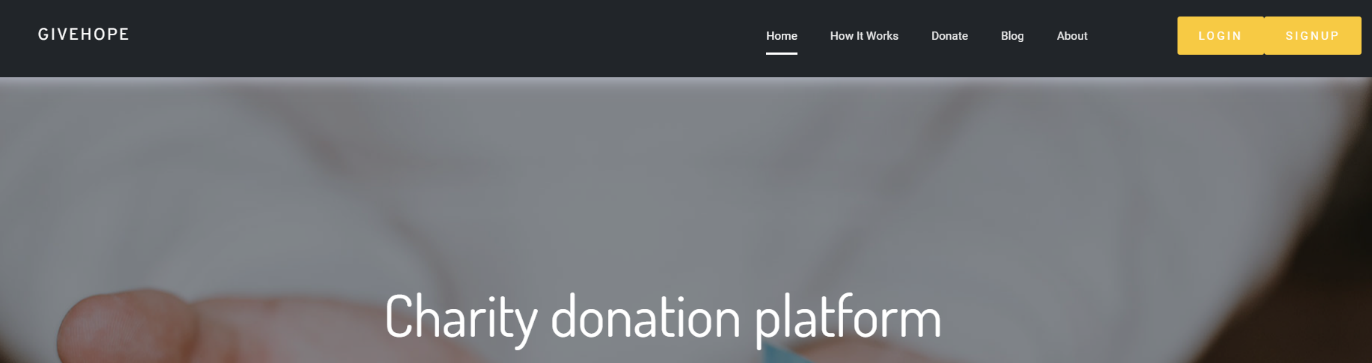 GIVEHOPE
Home How It Works Donate Blog About LOGIN SIGNUP
Charity donation platform